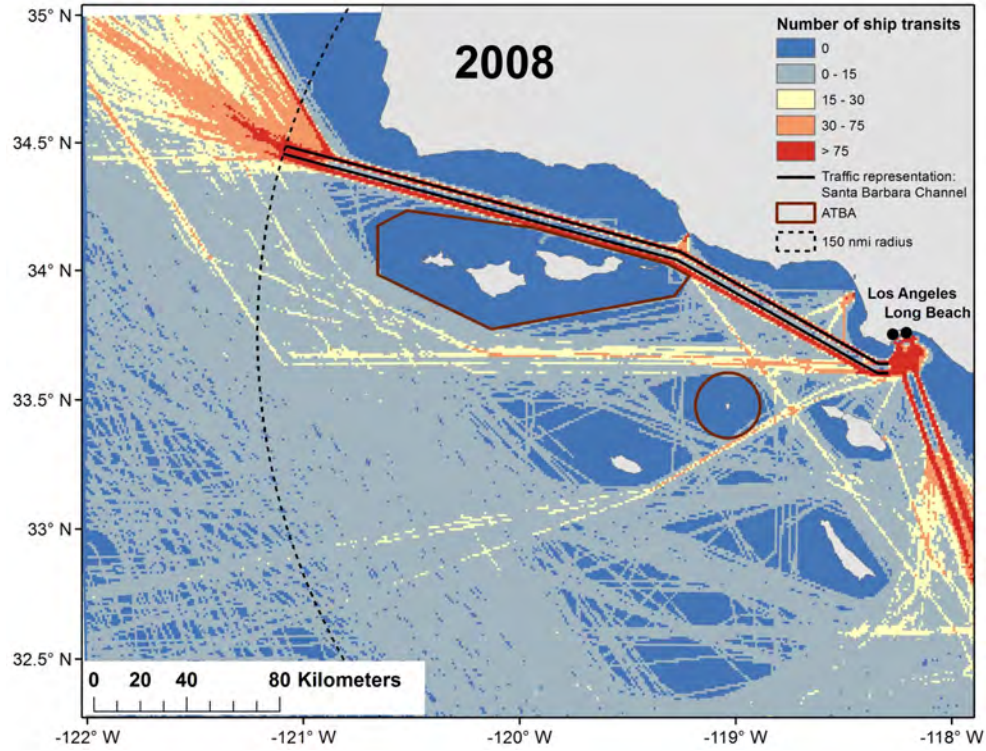 35° N
34.5° N
34° N
33.5° N
33° N
32.5° N
2008
Number of ship transits
0
0 - 15
15 - 30
30 - 75
> 75
Traffic representation:
Santa Barbara Channel
ATBA
150 nmi radius
Los Angeles
Long Beach
0 20 40 80 Kilometers
-122° W -121° W -120° W -119° W -118° W